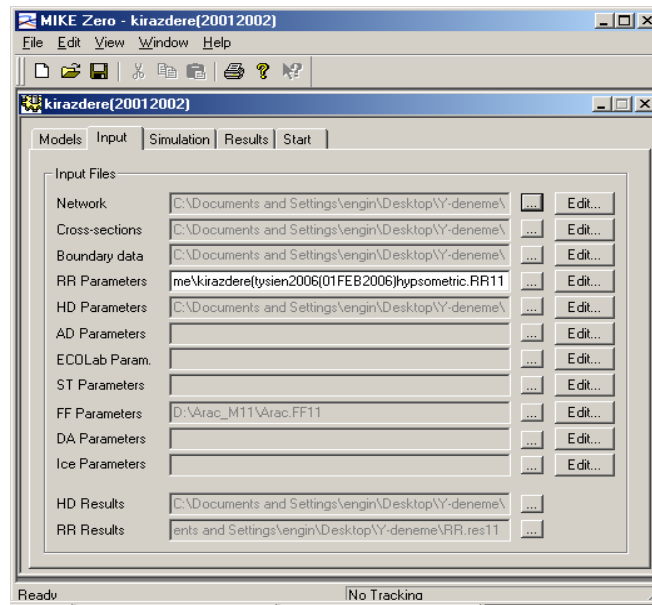 MIKE Zero - kirazdere(20012002)
File Edit View Window Help
kirazdere(20012002)
Models Input Simulation Results Start
Input Files
Network C:\Documents and Settings\engin\Desktop\Y-deneme\ ... Edit...
Cross-sections C:\Documents and Settings\engin\Desktop\Y-deneme\ ... Edit...
Boundary data C:\Documents and Settings\engin\Desktop\Y-deneme\ ... Edit...
RR Parameters me\kirazdere(tysien2006(01FEB2006)hypsometric.RR11 ... Edit...
HD Parameters C:\Documents and Settings\engin\Desktop\Y-deneme\ ... Edit...
AD Parameters ... Edit...
ECOLab Param. ... Edit...
ST Parameters ... Edit...
FF Parameters D:\Arac_M11\Arac.FF11 ... Edit...
DA Parameters ... Edit...
Ice Parameters ... Edit...
HD Results C:\Documents and Settings\engin\Desktop\Y-deneme\ ...
RR Results ents and Settings\engin\Desktop\Y-deneme\RR.res11 ...
Ready No Tracking